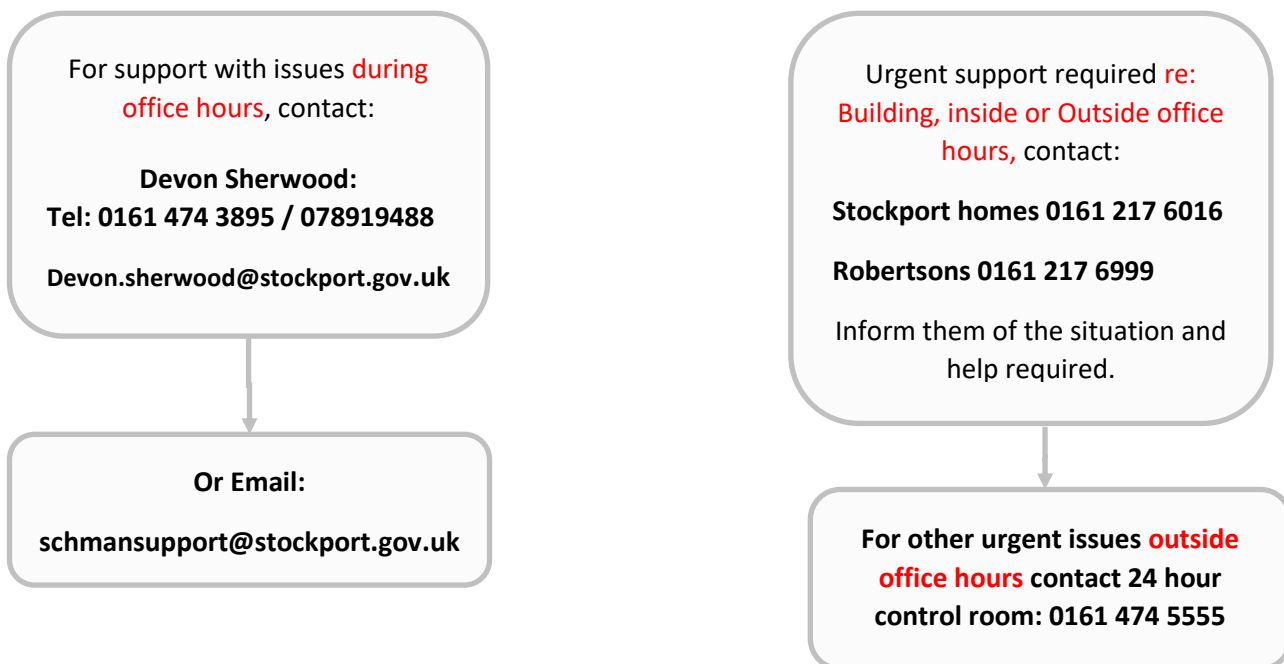 For support with issues during
office hours, contact:
Devon Sherwood:
Tel: 0161 474 3895 / 078919488
Devon.sherwood@stockport.gov.uk
Or Email:
schmansupport@stockport.gov.uk
Urgent support required re:
Building, inside or Outside office
hours, contact:
Stockport homes 0161 217 6016
Robertsons 0161 217 6999
Inform them of the situation and
help required.
For other urgent issues outside
office hours contact 24 hour
control room: 0161 474 5555